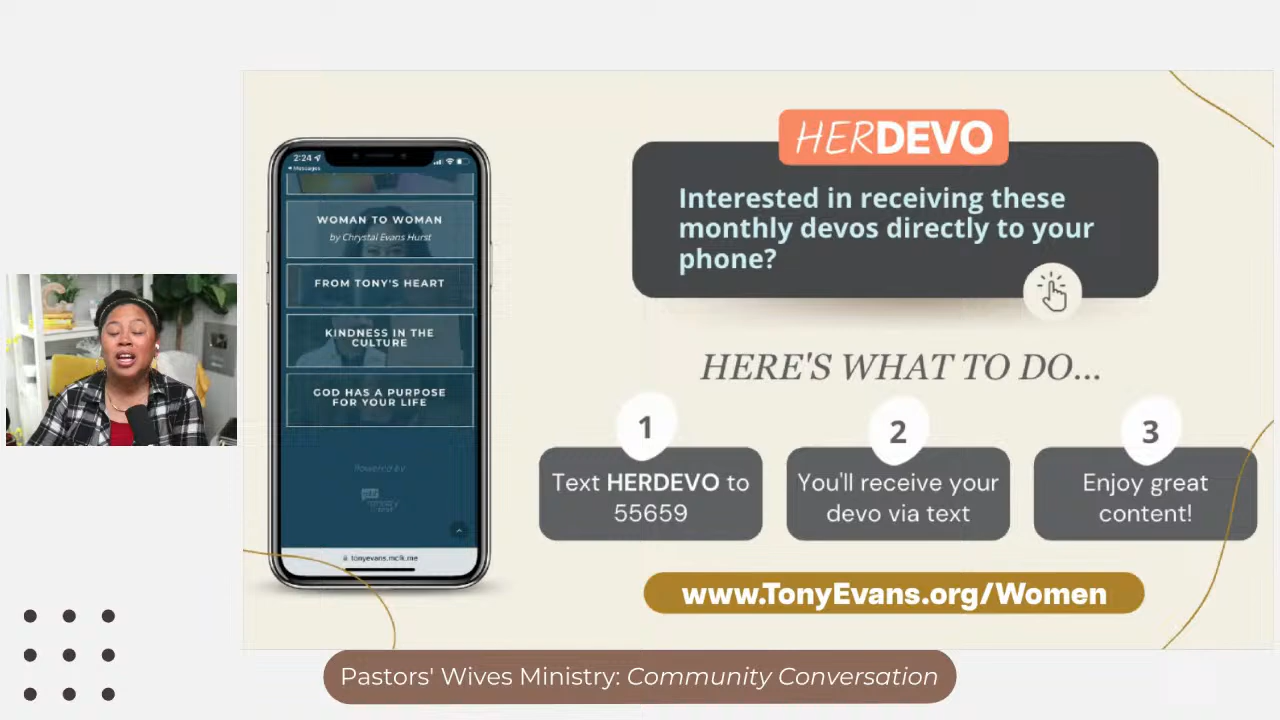 HERDEVO
Interested in receiving these
monthly devos directly to your
phone?
HERE'S WHAT TO DO...
1
Text HERDEVO to
55659
2
You'll receive your
devo via text
3
Enjoy great
content!
www.TonyEvans.org/Women
2:24
Messages
WOMAN TO WOMAN
by Chrystal Evans Hurst
FROM TONY'S HEART
KINDNESS IN THE
CULTURE
GOD HAS A PURPOSE
FOR YOUR LIFE
Powered by
tonyevans.mclk.me
Pastors' Wives Ministry: Community Conversation